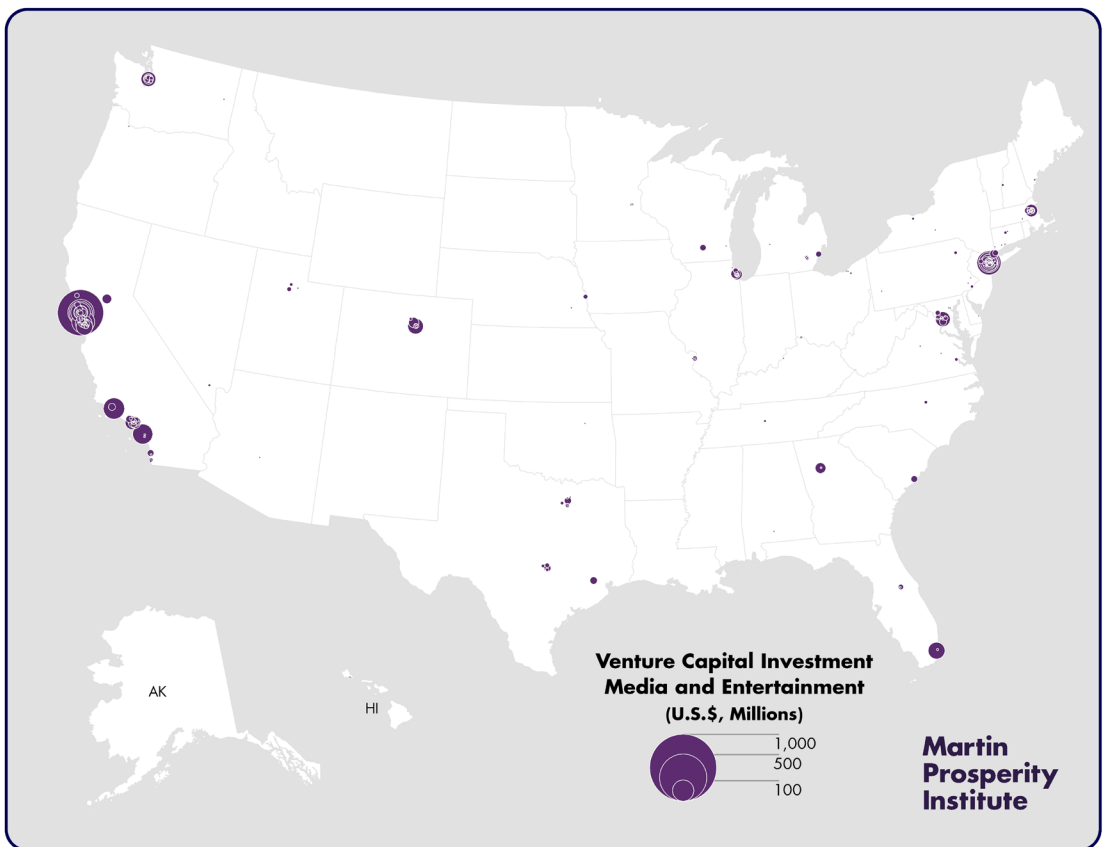 AK
HI
Venture Capital Investment
Media and Entertainment
(U.S.$, Millions)
1,000
500
100
Martin
Prosperity
Institute